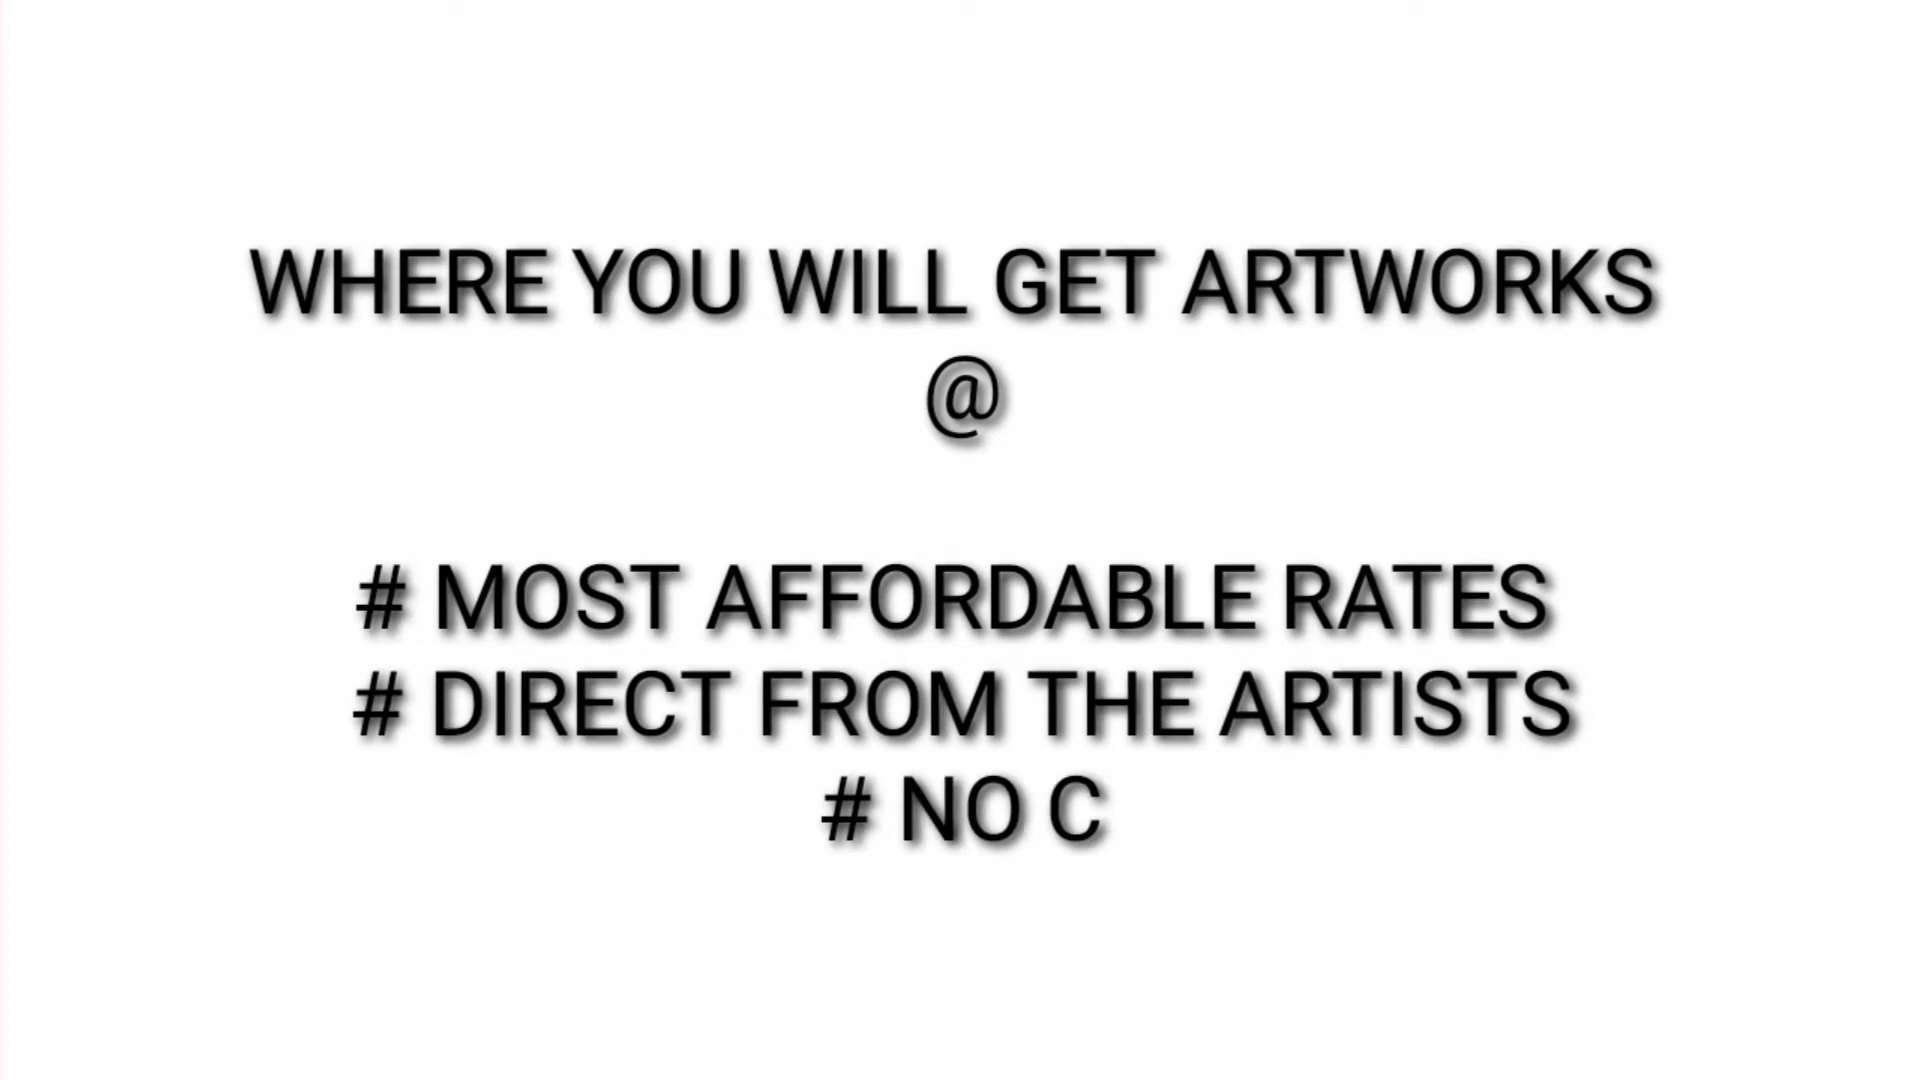 WHERE YOU WILL GET ARTWORKS
@
# MOST AFFORDABLE RATES
# DIRECT FROM THE ARTISTS
# NO C